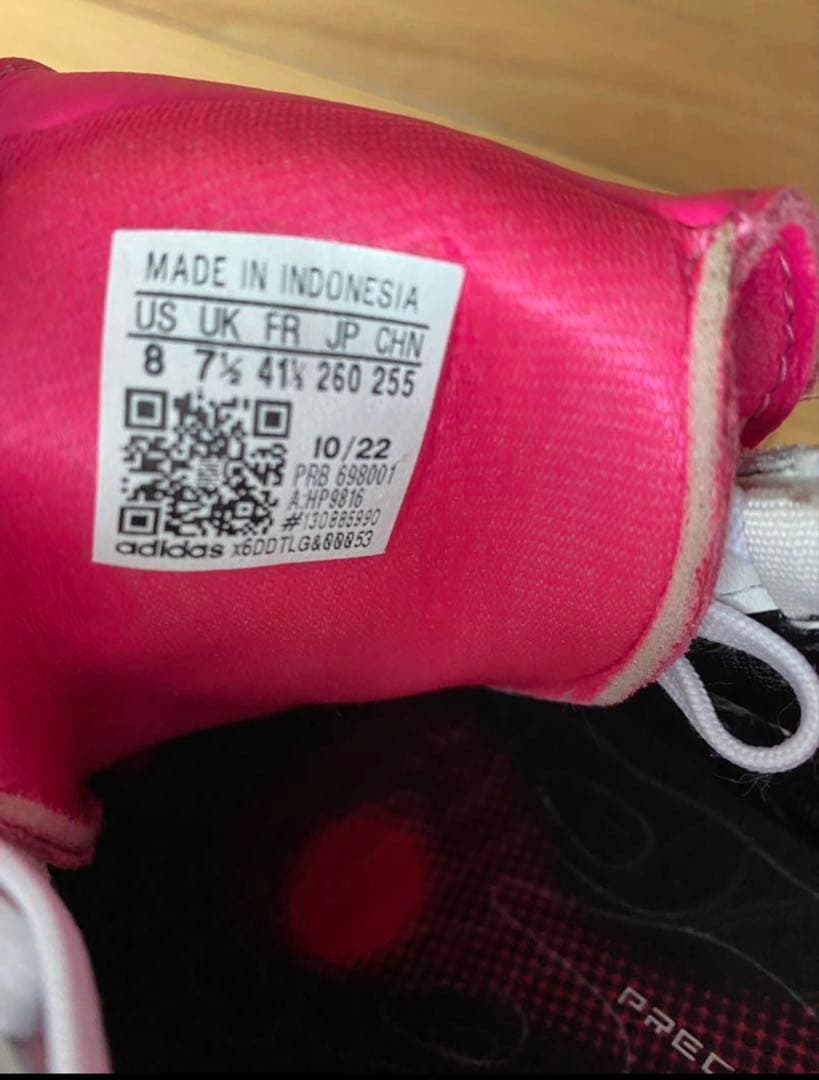 MADE IN INDONESIA
US UK FR JP CHN
8 7½ 41⅓ 260 255
10/22
PRB 698001
A:HP9816
#130885990
adidas x6DDTLG&00053
PREC